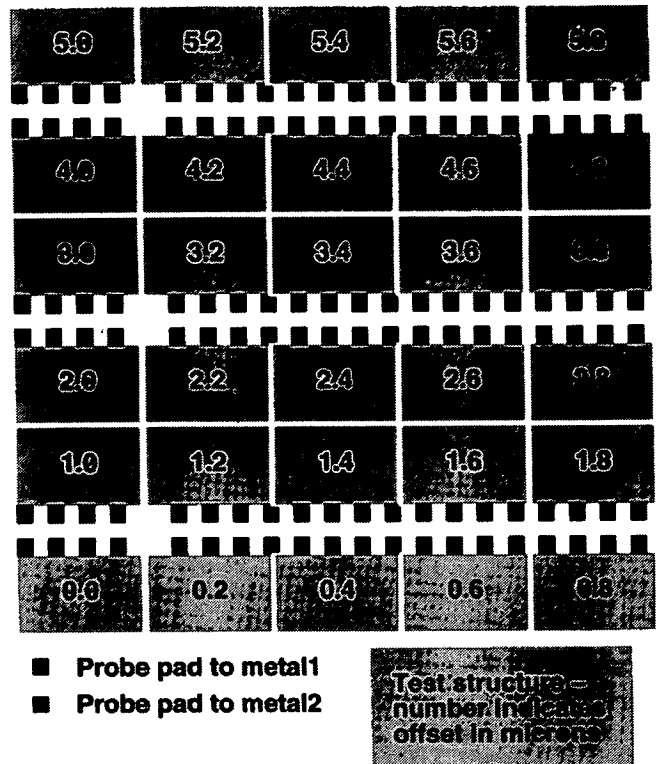 5.0 5.2 5.4 5.6
4.0 4.2 4.4 4.6
3.0 3.2 3.4 3.6
2.0 2.2 2.4 2.6
1.0 1.2 1.4 1.6 1.8
0.0 0.2 0.4 0.6 0.8
Probe pad to metal1
Probe pad to metal2
Test structure –
number indicates
offset in microns